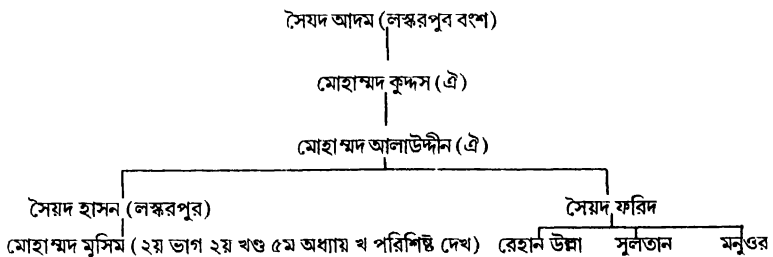 সৈযদ আদম (লস্করপুব বংশ)
মোহাম্মদ কুদ্দস (ঐ)
মোহাম্মদ আলাউদ্দীন (ঐ)
সৈয়দ হাসন (লস্করপুর) সৈয়দ ফরিদ
মোহাম্মদ মুসিম (২য় ভাগ ২য় খণ্ড ৫ম অধ্যায় খ পরিশিষ্ট দেখ) রেহান উল্লা সুলতান মনুওর